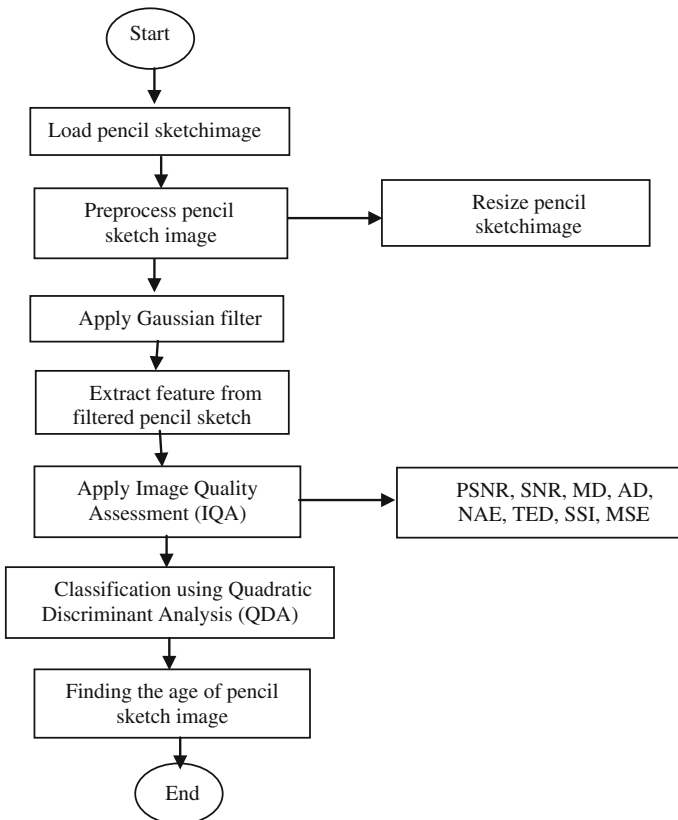 Start
Load pencil sketchimage
Preprocess pencil
sketch image
Resize pencil
sketchimage
Apply Gaussian filter
Extract feature from
filtered pencil sketch
Apply Image Quality
Assessment (IQA)
PSNR, SNR, MD, AD,
NAE, TED, SSI, MSE
Classification using Quadratic
Discriminant Analysis (QDA)
Finding the age of pencil
sketch image
End